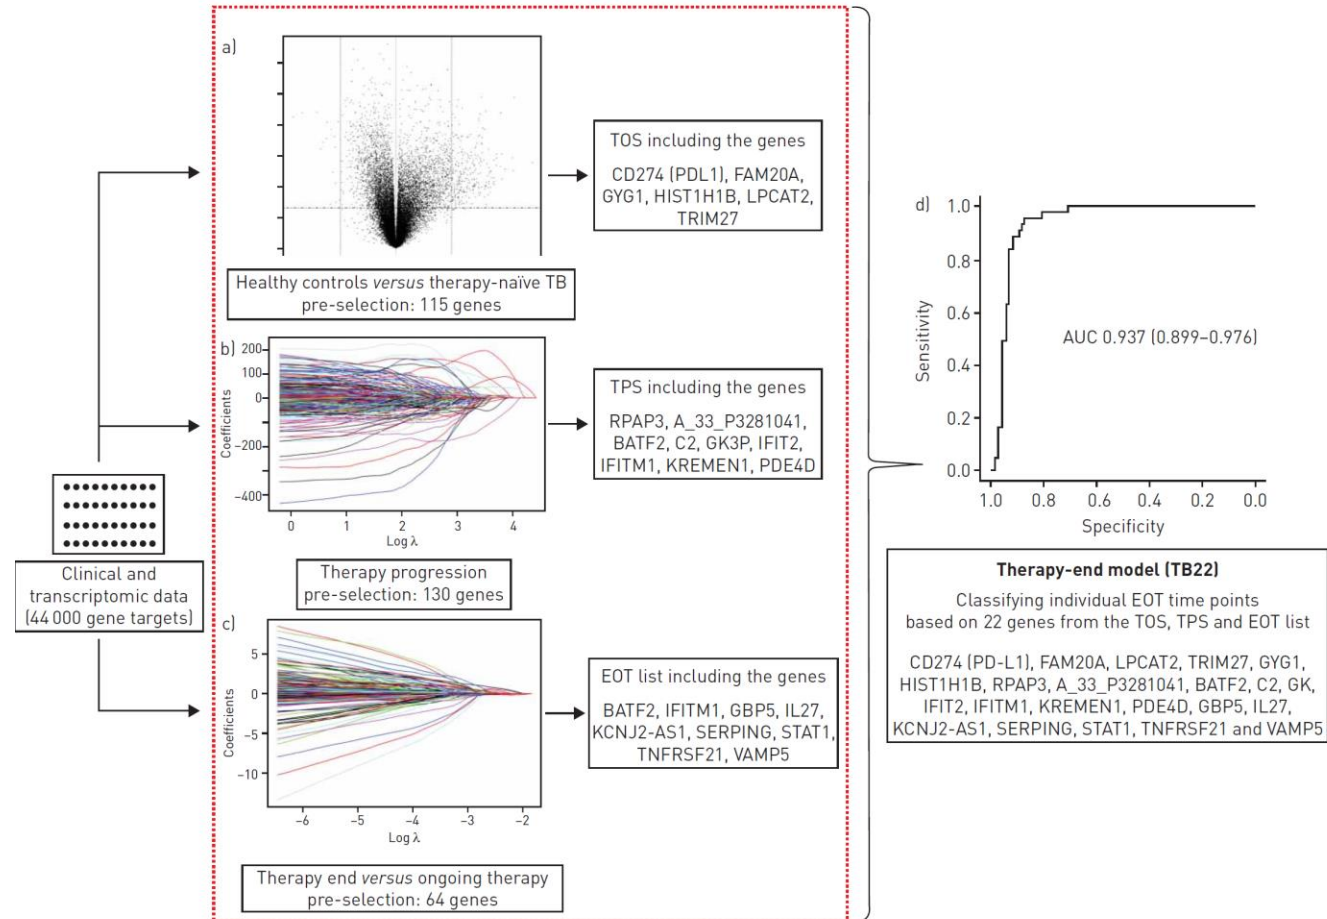 a)
Healthy controls versus therapy-naïve TB
pre-selection: 115 genes
TOS including the genes
CD274 (PDL1), FAM20A,
GYG1, HIST1H1B, LPCAT2,
TRIM27
b)
200
100
0
−200
−400
Coefficients
0 1 2 3 4
Log λ
Therapy progression
pre-selection: 130 genes
TPS including the genes
RPAP3, A_33_P3281041,
BATF2, C2, GK3P, IFIT2,
IFITM1, KREMEN1, PDE4D
Clinical and
transcriptomic data
(44 000 gene targets)
c)
5
0
−5
−10
Coefficients
−6 −5 −4 −3 −2
Log λ
Therapy end versus ongoing therapy
pre-selection: 64 genes
EOT list including the genes
BATF2, IFITM1, GBP5, IL27,
KCNJ2-AS1, SERPING, STAT1,
TNFRSF21, VAMP5
d)
1.0
0.8
0.6
0.4
0.2
0.0
Sensitivity
AUC 0.937 (0.899–0.976)
1.0 0.8 0.6 0.4 0.2 0.0
Specificity
Therapy-end model (TB22)
Classifying individual EOT time points
based on 22 genes from the TOS, TPS and EOT list
CD274 (PD-L1), FAM20A, LPCAT2, TRIM27, GYG1,
HIST1H1B, RPAP3, A_33_P3281041, BATF2, C2, GK,
IFIT2, IFITM1, KREMEN1, PDE4D, GBP5, IL27,
KCNJ2-AS1, SERPING, STAT1, TNFRSF21 and VAMP5